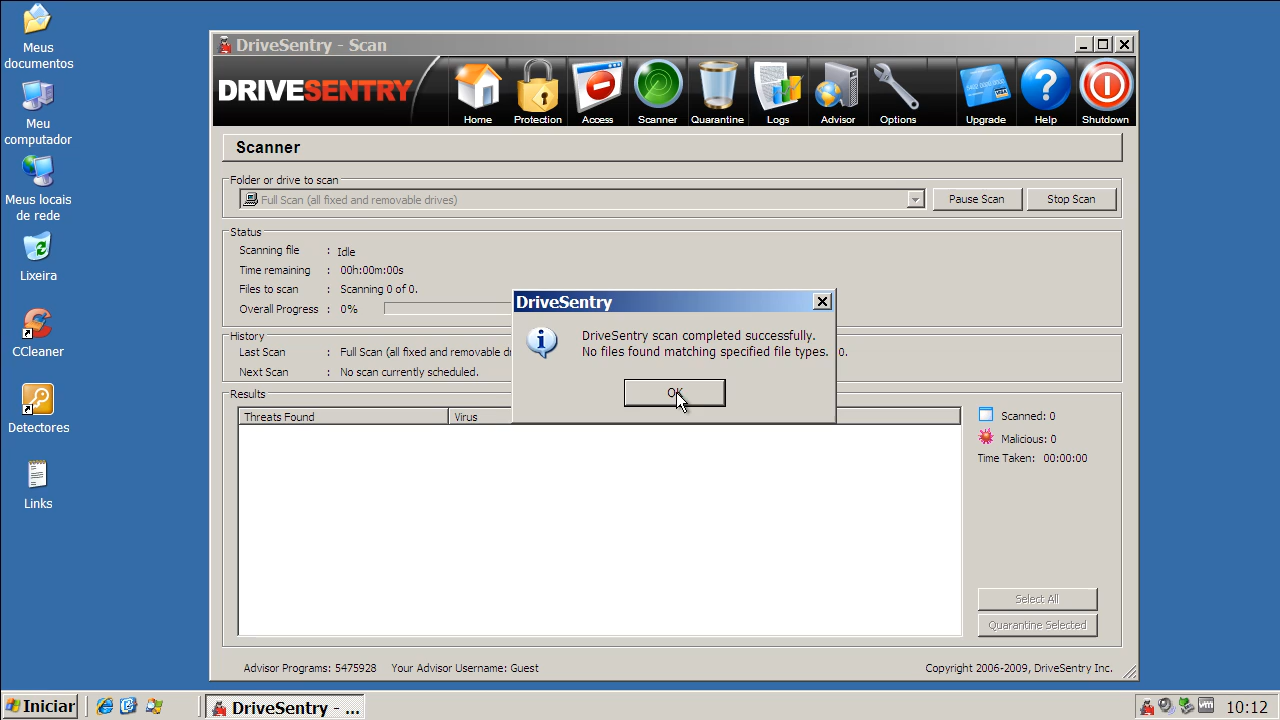 Meus documentos
Meu computador
Meus locais de rede
Lixeira
CCleaner
Detectores
Links
DriveSentry - Scan
DRIVESENTRY
Home Protection Access Scanner Quarantine Logs Advisor Options Upgrade Help Shutdown
Scanner
Folder or drive to scan
Full Scan (all fixed and removable drives) Pause Scan Stop Scan
Status
Scanning file : Idle
Time remaining : 00h:00m:00s
Files to scan : Scanning 0 of 0.
Overall Progress : 0%
History
Last Scan : Full Scan (all fixed and removable d 0.
Next Scan : No scan currently scheduled.
DriveSentry
DriveSentry scan completed successfully.
No files found matching specified file types.
OK
Results
Threats Found Virus
Scanned: 0
Malicious: 0
Time Taken: 00:00:00
Select All
Quarantine Selected
Advisor Programs: 5475928 Your Advisor Username: Guest Copyright 2006-2009, DriveSentry Inc.
Iniciar DriveSentry - ... 10:12